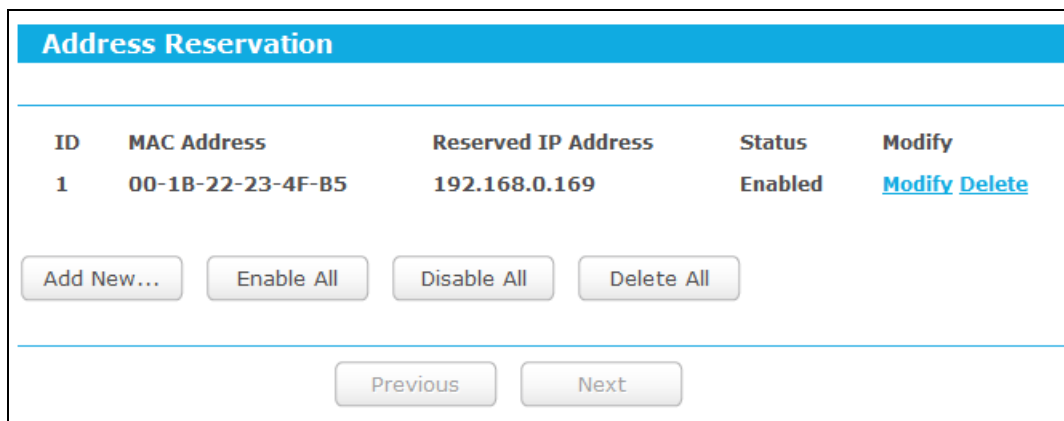 Address Reservation
ID MAC Address Reserved IP Address Status Modify
1 00-1B-22-23-4F-B5 192.168.0.169 Enabled Modify Delete
Add New... Enable All Disable All Delete All
Previous Next